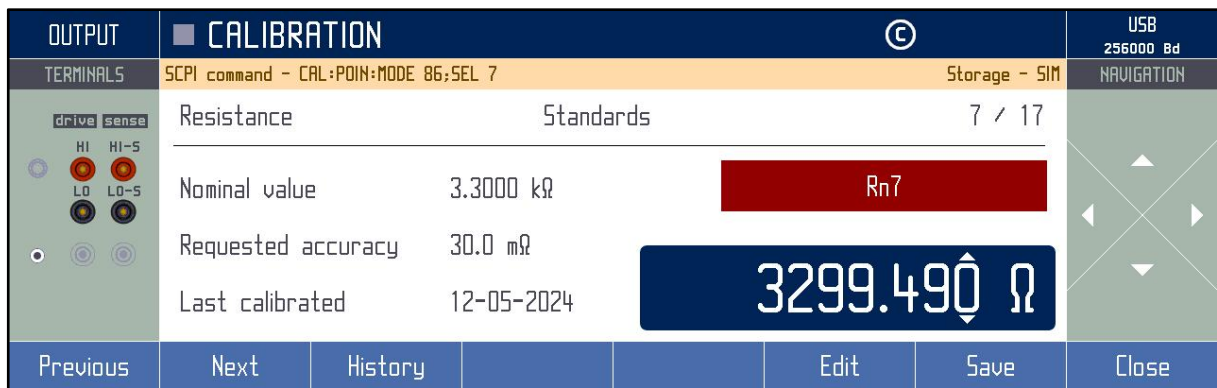 OUTPUT
CALIBRATION
©
USB
256000 Bd
TERMINALS
SCPI command - CAL:POIN:MODE 86;SEL 7
Storage - SIM
NAVIGATION
drive sense
HI HI-S
LO LO-S
Resistance Standards 7 / 17
Nominal value 3.3000 kΩ
Rn7
Requested accuracy 30.0 mΩ
Last calibrated 12-05-2024
3299.490 Ω
Previous Next History Edit Save Close